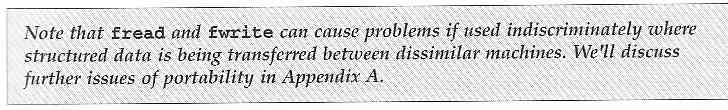 Note that fread and fwrite can cause problems if used indiscriminately where
structured data is being transferred between dissimilar machines. We'll discuss
further issues of portability in Appendix A.